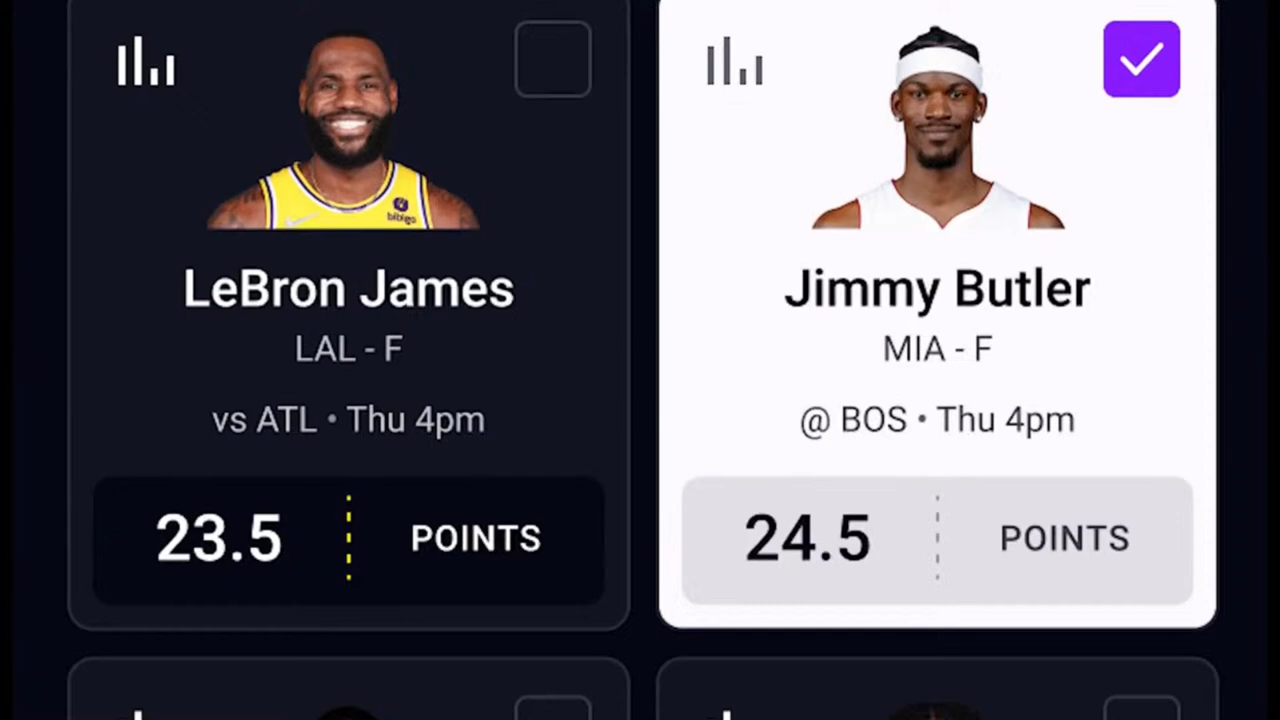 bibigo
LeBron James
LAL - F
vs ATL • Thu 4pm
23.5
POINTS
Jimmy Butler
MIA - F
@ BOS • Thu 4pm
24.5
POINTS